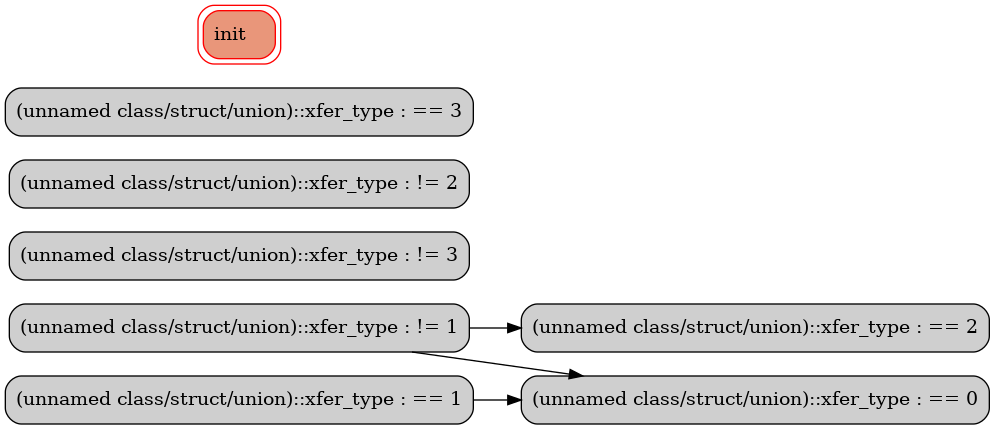 init
(unnamed class/struct/union)::xfer_type : == 3
(unnamed class/struct/union)::xfer_type : != 2
(unnamed class/struct/union)::xfer_type : != 3
(unnamed class/struct/union)::xfer_type : != 1
(unnamed class/struct/union)::xfer_type : == 2
(unnamed class/struct/union)::xfer_type : == 1
(unnamed class/struct/union)::xfer_type : == 0